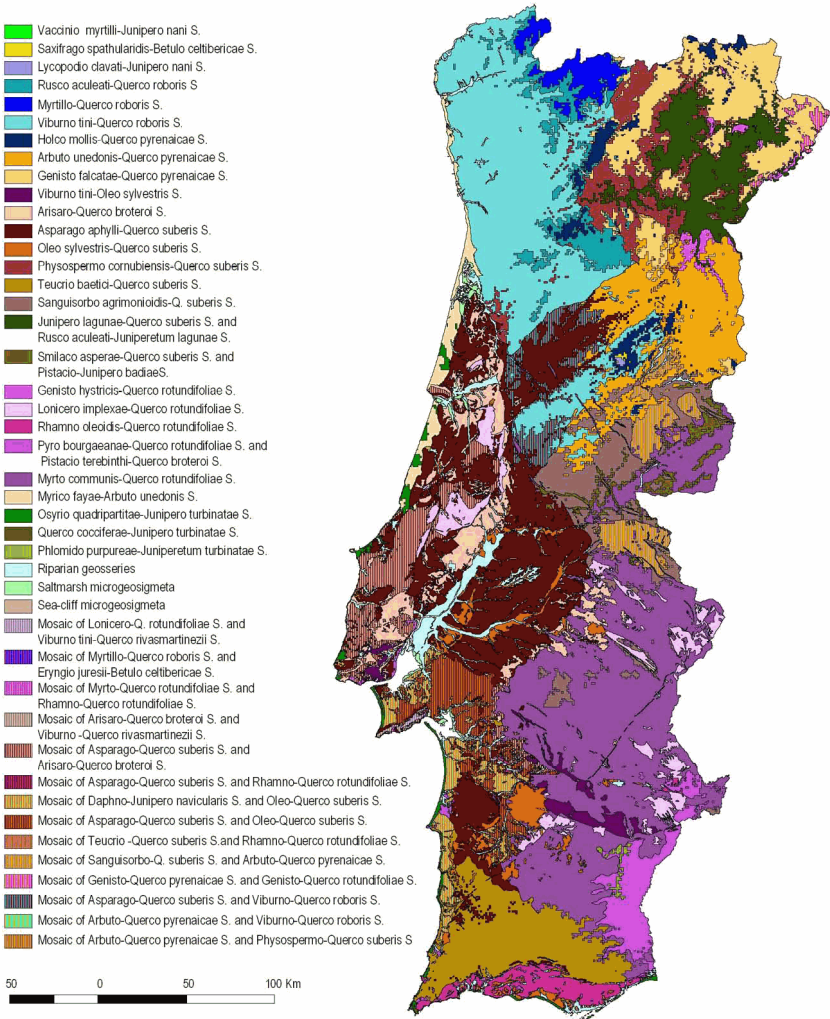 Vaccinio myrtilli-Junipero nani S.
Saxifrago spathularidis-Betulo celtibericae S.
Lycopodio clavati-Junipero nani S.
Rusco aculeati-Querco roboris S
Myrtillo-Querco roboris S.
Viburno tini-Querco roboris S.
Holco mollis-Querco pyrenaicae S.
Arbuto unedonis-Querco pyrenaicae S.
Genisto falcatae-Querco pyrenaicae S.
Viburno tini-Oleo sylvestris S.
Arisaro-Querco broteroi S.
Asparago aphylli-Querco suberis S.
Oleo sylvestris-Querco suberis S.
Physospermo cornubiensis-Querco suberis S.
Teucrio baetici-Querco suberis S.
Sanguisorbo agrimonioidis-Q. suberis S.
Junipero lagunae-Querco suberis S. and
Rusco aculeati-Juniperetum lagunae S.
Smilaco asperae-Querco suberis S. and
Pistacio-Junipero badiaeS.
Genisto hystricis-Querco rotundifoliae S.
Lonicero implexae-Querco rotundifoliae S.
Rhamno oleoidis-Querco rotundifoliae S.
Pyro bourgaeanae-Querco rotundifoliae S. and
Pistacio terebinthi-Querco broteroi S.
Myrto communis-Querco rotundifoliae S.
Myrico fayae-Arbuto unedonis S.
Osyrio quadripartitae-Junipero turbinatae S.
Querco cocciferae-Junipero turbinatae S.
Phlomido purpureae-Juniperetum turbinatae S.
Riparian geosseries
Saltmarsh microgeosigmeta
Sea-cliff microgeosigmeta
Mosaic of Lonicero-Q. rotundifoliae S. and
Viburno tini-Querco rivasmartinezii S.
Mosaic of Myrtillo-Querco roboris S. and
Eryngio juresii-Betulo celtibericae S.
Mosaic of Myrto-Querco rotundifoliae S. and
Rhamno-Querco rotundifoliae S.
Mosaic of Arisaro-Querco broteroi S. and
Viburno -Querco rivasmartinezii S.
Mosaic of Asparago-Querco suberis S. and
Arisaro-Querco broteroi S.
Mosaic of Asparago-Querco suberis S. and Rhamno-Querco rotundifoliae S.
Mosaic of Daphno-Junipero navicularis S. and Oleo-Querco suberis S.
Mosaic of Asparago-Querco suberis S. and Oleo-Querco suberis S.
Mosaic of Teucrio -Querco suberis S.and Rhamno-Querco rotundifoliae S.
Mosaic of Sanguisorbo-Q. suberis S. and Arbuto-Querco pyrenaicae S.
Mosaic of Genisto-Querco pyrenaicae S. and Genisto-Querco rotundifoliae S.
Mosaic of Asparago-Querco suberis S. and Viburno-Querco roboris S.
Mosaic of Arbuto-Querco pyrenaicae S. and Viburno-Querco roboris S.
Mosaic of Arbuto-Querco pyrenaicae S. and Physospermo-Querco suberis S
50 0 50 100 Km